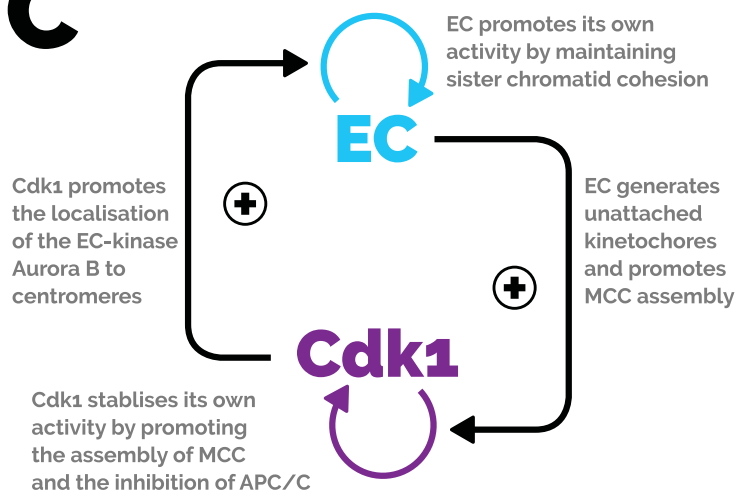 C
EC promotes its own
activity by maintaining
sister chromatid cohesion
EC
Cdk1 promotes
the localisation
of the EC-kinase
Aurora B to
centromeres
EC generates
unattached
kinetochores
and promotes
MCC assembly
Cdk1
Cdk1 stablises its own
activity by promoting
the assembly of MCC
and the inhibition of APC/C